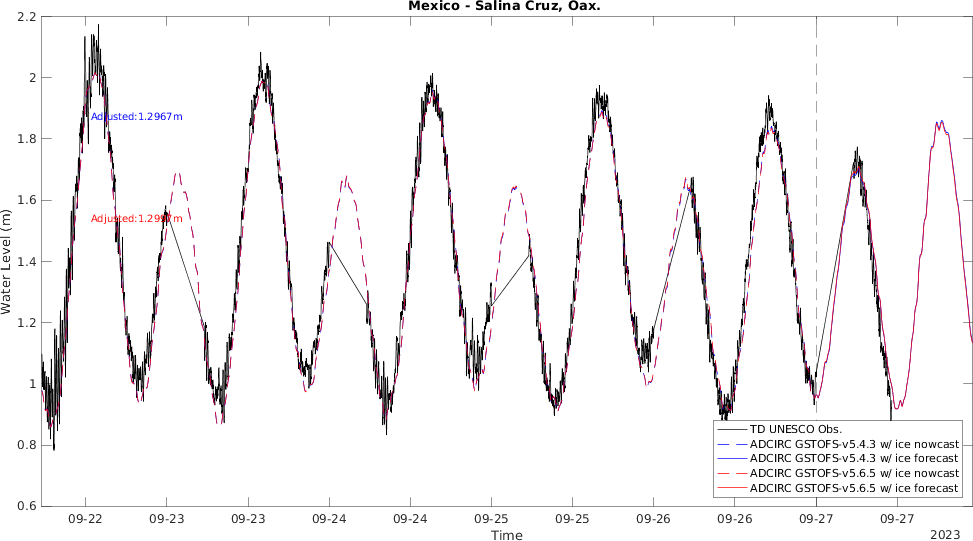 Mexico - Salina Cruz, Oax.
2.2
2
1.8
1.6
1.4
1.2
1
0.8
0.6
Water Level (m)
Adjusted:1.2967m
Adjusted:1.2997m
TD UNESCO Obs.
ADCIRC GSTOFS-v5.4.3 w/ ice nowcast
ADCIRC GSTOFS-v5.4.3 w/ ice forecast
ADCIRC GSTOFS-v5.6.5 w/ ice nowcast
ADCIRC GSTOFS-v5.6.5 w/ ice forecast
09-22 09-23 09-23 09-24 09-24 09-25 09-25 09-26 09-26 09-27 09-27
Time
2023